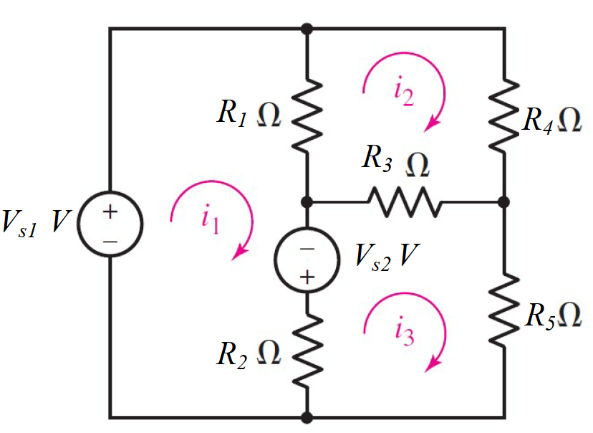 i₂
R₁ Ω
R₄Ω
R₃ Ω
Vₛ₁ V
+
−
i₁
−
+
Vₛ₂ V
R₂ Ω
i₃
R₅Ω